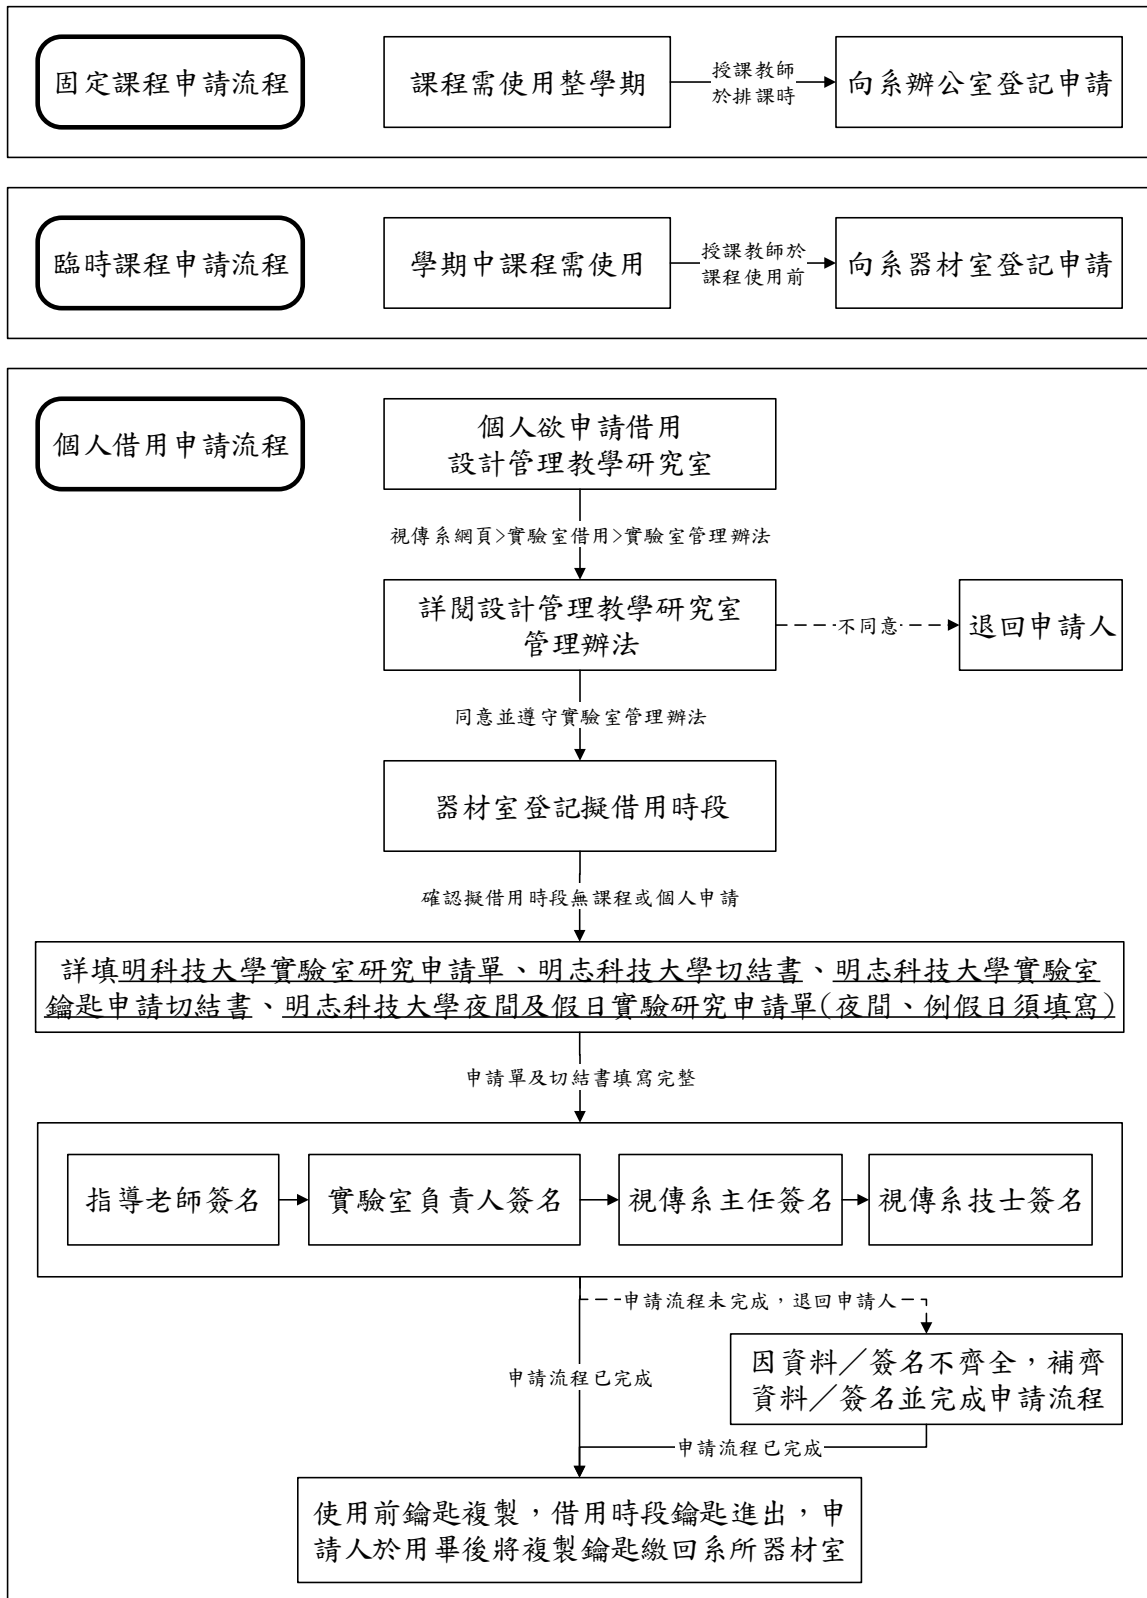 固定課程申請流程
課程需使用整學期
授課教師
於排課時
向系辦公室登記申請
臨時課程申請流程
學期中課程需使用
授課教師於
課程使用前
向系器材室登記申請
個人借用申請流程
個人欲申請借用
設計管理教學研究室
視傳系網頁>實驗室借用>實驗室管理辦法
詳閱設計管理教學研究室
管理辦法
不同意
退回申請人
同意並遵守實驗室管理辦法
器材室登記擬借用時段
確認擬借用時段無課程或個人申請
詳填明科技大學實驗室研究申請單、明志科技大學切結書、明志科技大學實驗室
鑰匙申請切結書、明志科技大學夜間及假日實驗研究申請單(夜間、例假日須填寫)
申請單及切結書填寫完整
指導老師簽名
實驗室負責人簽名
視傳系主任簽名
視傳系技士簽名
申請流程未完成，退回申請人
申請流程已完成
因資料／簽名不齊全，補齊
資料／簽名並完成申請流程
申請流程已完成
使用前鑰匙複製，借用時段鑰匙進出，申
請人於用畢後將複製鑰匙繳回系所器材室